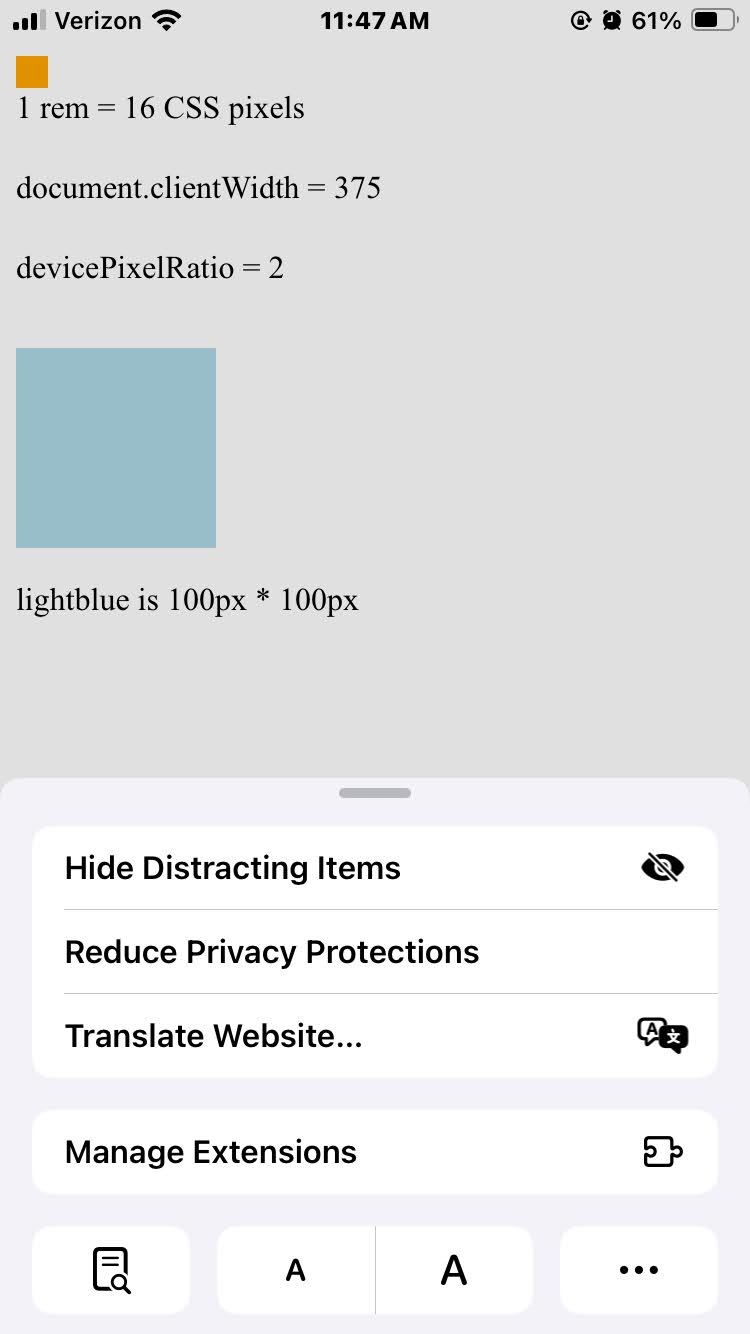 Verizon 11:47 AM 61%
1 rem = 16 CSS pixels
document.clientWidth = 375
devicePixelRatio = 2
lightblue is 100px * 100px
Hide Distracting Items
Reduce Privacy Protections
Translate Website...
A 文
Manage Extensions
A A